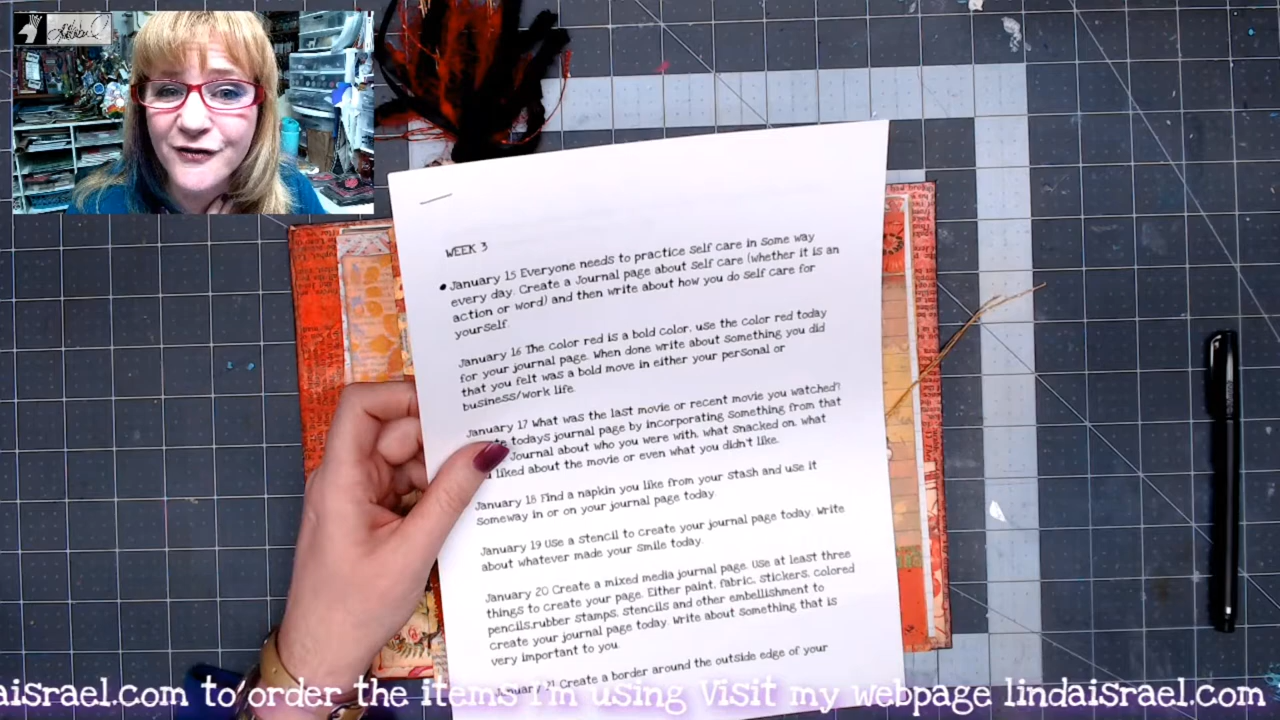 WEEK 3
January 15 Everyone needs to practice self care in some way
every day. Create a Journal page about self care (whether it is an
action or word) and then write about how you do self care for
yourself.
January 16 The color red is a bold color, use the color red today
for your journal page. When done write about something you did
that you felt was a bold move in either your personal or
business/work life.
January 17 What was the last movie or recent movie you watched?
todays journal page by incorporating something from that
Journal about who you were with, what snacked on, what
liked about the movie or even what you didn't like.
January 18 Find a napkin you like from your stash and use it
someway in or on your journal page today.
January 19 Use a stencil to create your journal page today. Write
about whatever made your smile today.
January 20 Create a mixed media journal page. Use at least three
things to create your page. Either paint, fabric, stickers, colored
pencils,rubber stamps, stencils and other embellishment to
create your journal page today. Write about something that is
very important to you.
January 21 Create a border around the outside edge of your
aisrael.com to order the items I'm using Visit my webpage lindaisrael.com